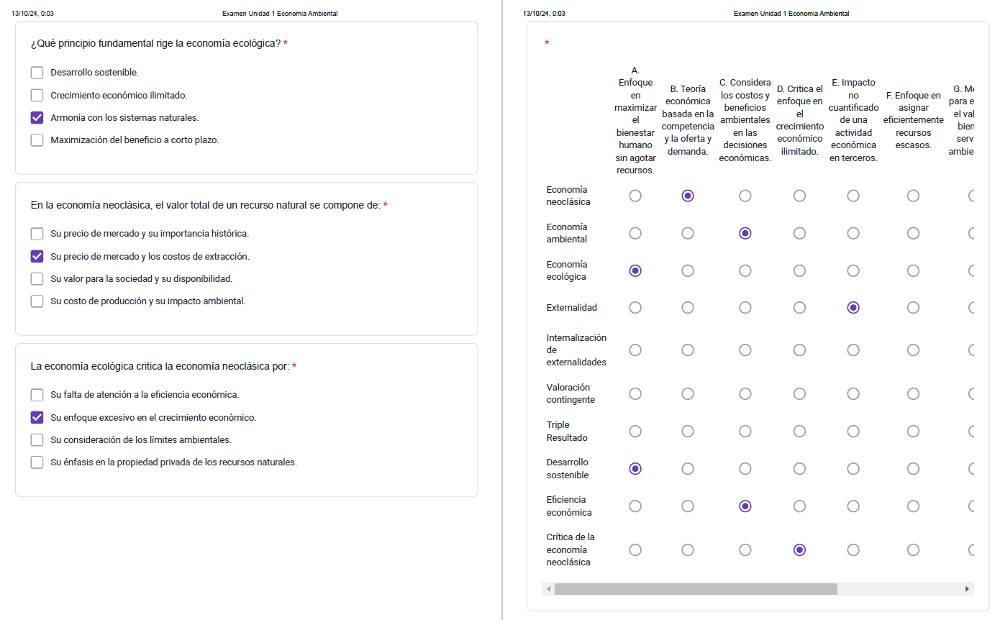 13/10/24, 0:03 Examen Unidad 1 Economia Ambiental
¿Qué principio fundamental rige la economía ecológica? *
Desarrollo sostenible.
Crecimiento económico ilimitado.
Armonía con los sistemas naturales.
Maximización del beneficio a corto plazo.
En la economía neoclásica, el valor total de un recurso natural se compone de: *
Su precio de mercado y su importancia histórica.
Su precio de mercado y los costos de extracción.
Su valor para la sociedad y su disponibilidad.
Su costo de producción y su impacto ambiental.
La economía ecológica critica la economía neoclásica por: *
Su falta de atención a la eficiencia económica.
Su enfoque excesivo en el crecimiento económico.
Su consideración de los límites ambientales.
Su énfasis en la propiedad privada de los recursos naturales.
13/10/24, 0:03 Examen Unidad 1 Economia Ambiental
*
A.
Enfoque
en
maximizar
el
bienestar
humano
sin agotar
recursos.
B. Teoría
económica
basada en la
competencia
y la oferta y
demanda.
C. Considera
los costos y
beneficios
ambientales
en las
decisiones
económicas.
D. Critica el
enfoque en
el
crecimiento
económico
ilimitado.
E. Impacto
no
cuantificado
de una
actividad
económica
en terceros.
F. Enfoque en
asignar
eficientemente
recursos
escasos.
G. Mé
para e
el val
bien
serv
ambie
Economía
neoclásica
Economía
ambiental
Economía
ecológica
Externalidad
Internalización
de
externalidades
Valoración
contingente
Triple
Resultado
Desarrollo
sostenible
Eficiencia
económica
Crítica de la
economía
neoclásica